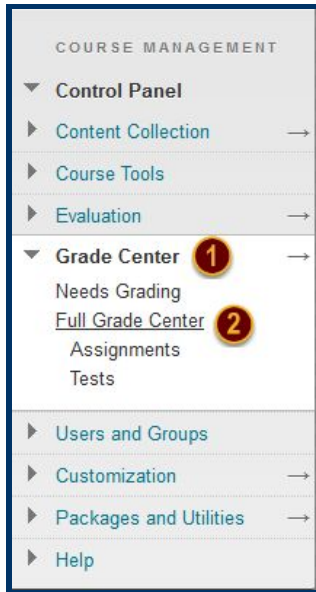 COURSE MANAGEMENT
Control Panel
Content Collection →
Course Tools
Evaluation →
Grade Center 1 →
Needs Grading
Full Grade Center 2
Assignments
Tests
Users and Groups
Customization →
Packages and Utilities →
Help